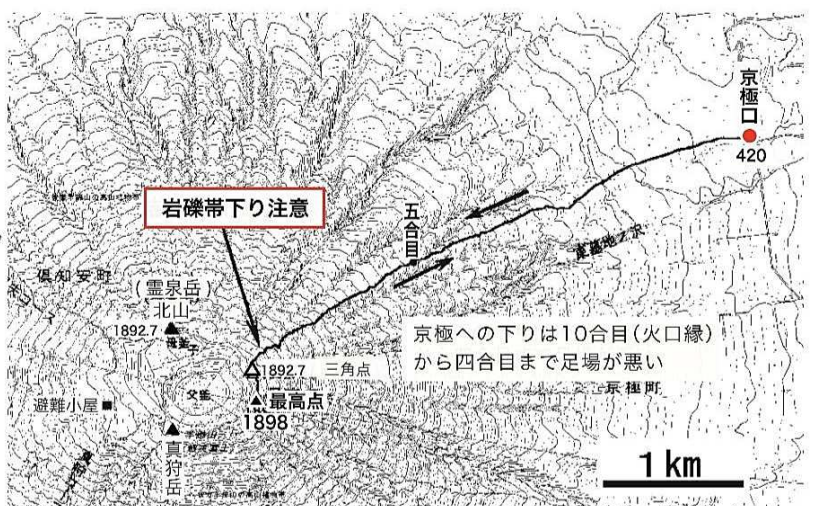 京極口
420
岩礫帯下り注意
五合目
倶知安町
(霊泉岳)
北山
1892.7
1892.7 三角点
京極への下りは10合目(火口縁)
から四合目まで足場が悪い
京極町
父釜
避難小屋
最高点
1898
真狩岳
1km